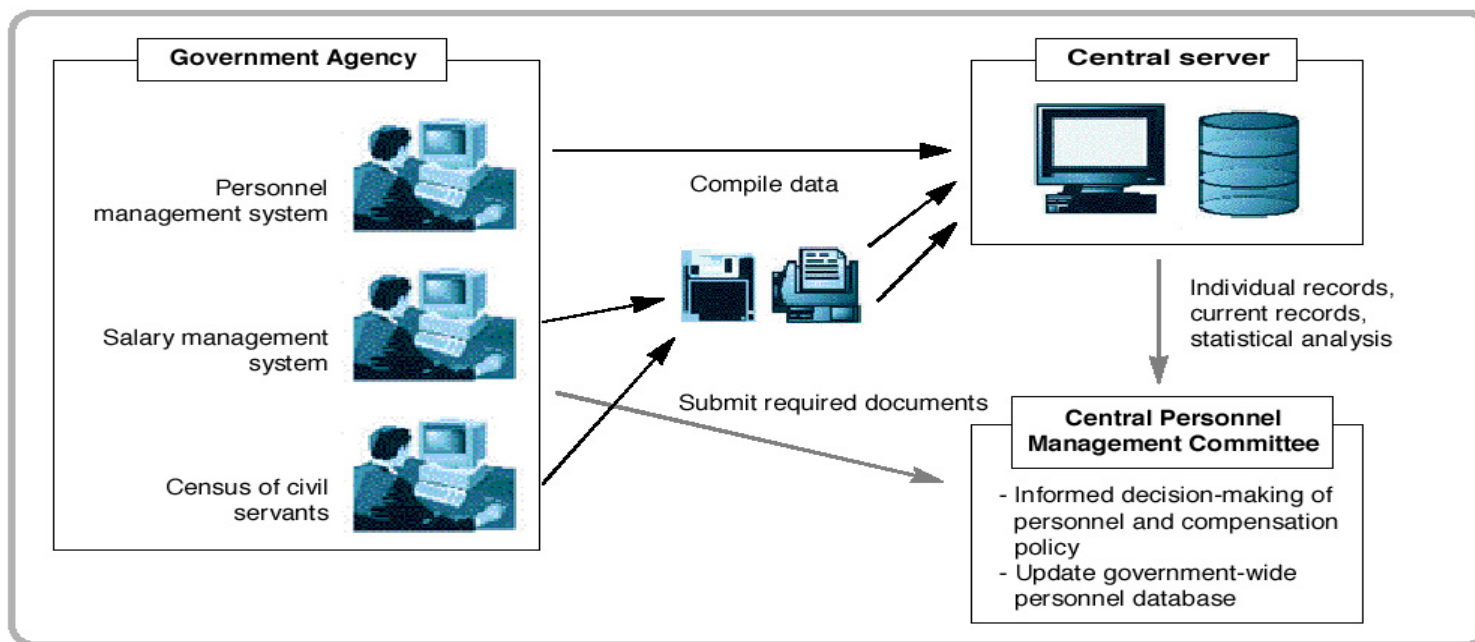 Government Agency
Personnel
management system
Salary management
system
Census of civil
servants
Compile data
Submit required documents
Central server
Individual records,
current records,
statistical analysis
Central Personnel
Management Committee
- Informed decision-making of
personnel and compensation
policy
- Update government-wide
personnel database